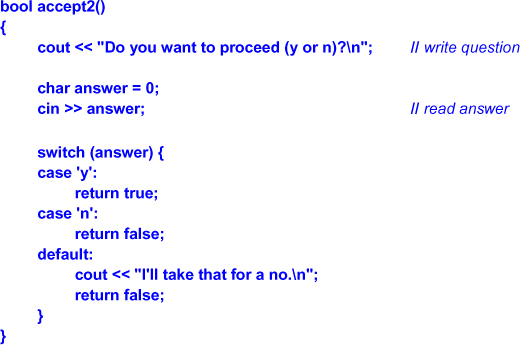 bool accept2()
{
cout << "Do you want to proceed (y or n)?\n"; // write question
char answer = 0;
cin >> answer; // read answer
switch (answer) {
case 'y':
return true;
case 'n':
return false;
default:
cout << "I'll take that for a no.\n";
return false;
}
}